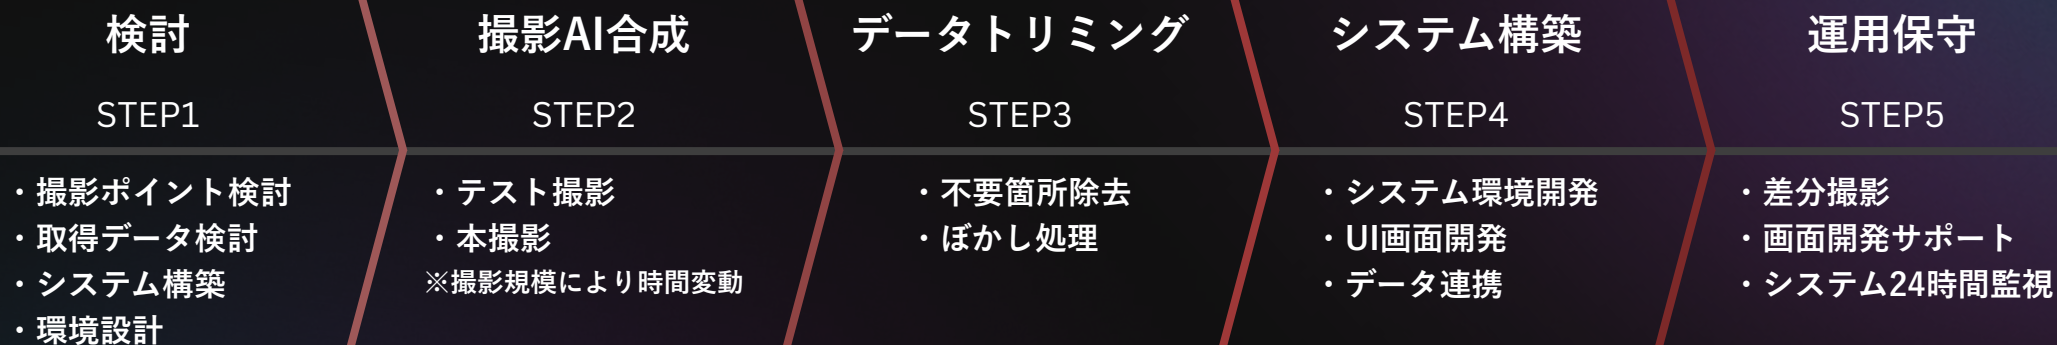 検討
STEP1
・撮影ポイント検討
・取得データ検討
・システム構築
・環境設計
撮影AI合成
STEP2
・テスト撮影
・本撮影
※撮影規模により時間変動
データトリミング
STEP3
・不要箇所除去
・ぼかし処理
システム構築
STEP4
・システム環境開発
・UI画面開発
・データ連携
運用保守
STEP5
・差分撮影
・画面開発サポート
・システム24時間監視